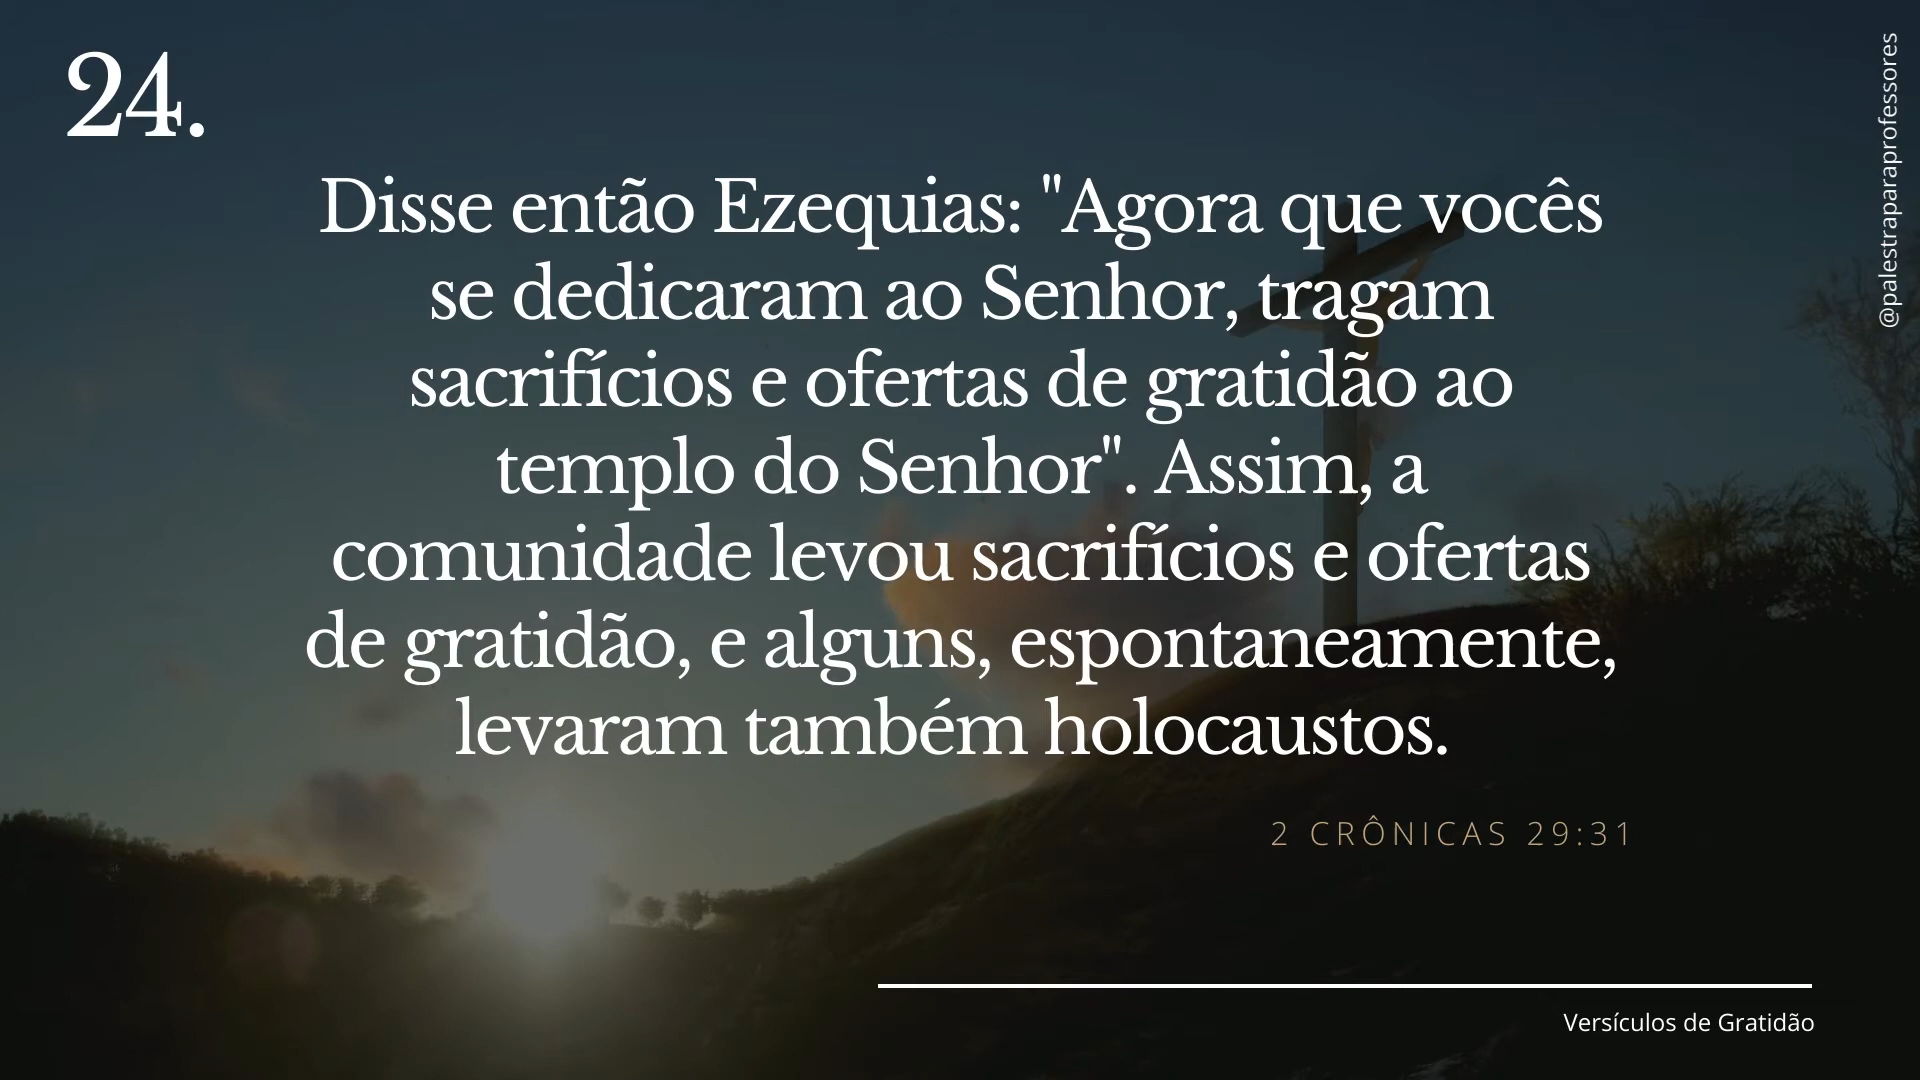 24.
Disse então Ezequias: "Agora que vocês
se dedicaram ao Senhor, tragam
sacrifícios e ofertas de gratidão ao
templo do Senhor". Assim, a
comunidade levou sacrifícios e ofertas
de gratidão, e alguns, espontaneamente,
levaram também holocaustos.
2 CRÔNICAS 29:31
Versículos de Gratidão
@palestraparaprofessores